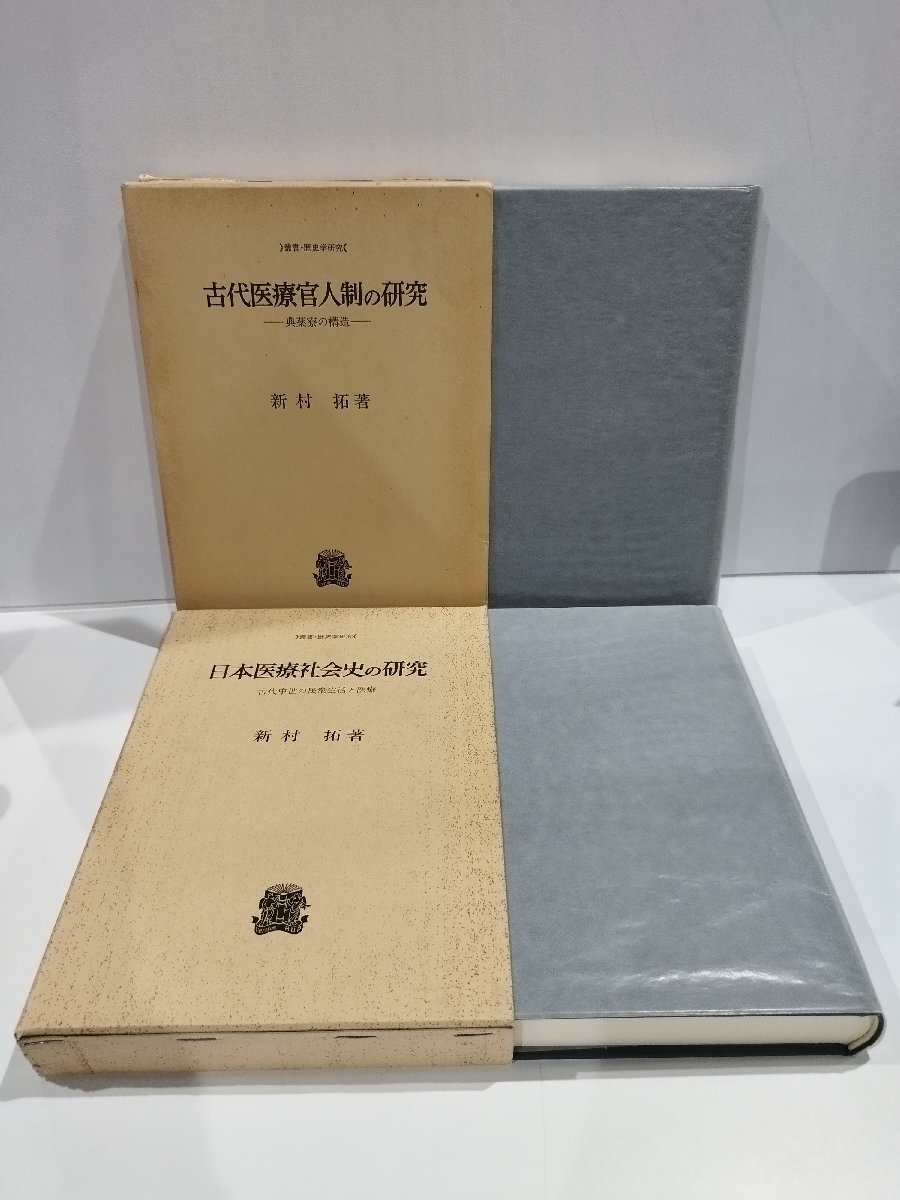 》叢書・歴史学研究《
古代医療官人制の研究
——典薬寮の構造——
新村 拓著
》叢書・歴史学研究《
日本医療社会史の研究
古代中世の民衆生活と医療
新村 拓著
HUP